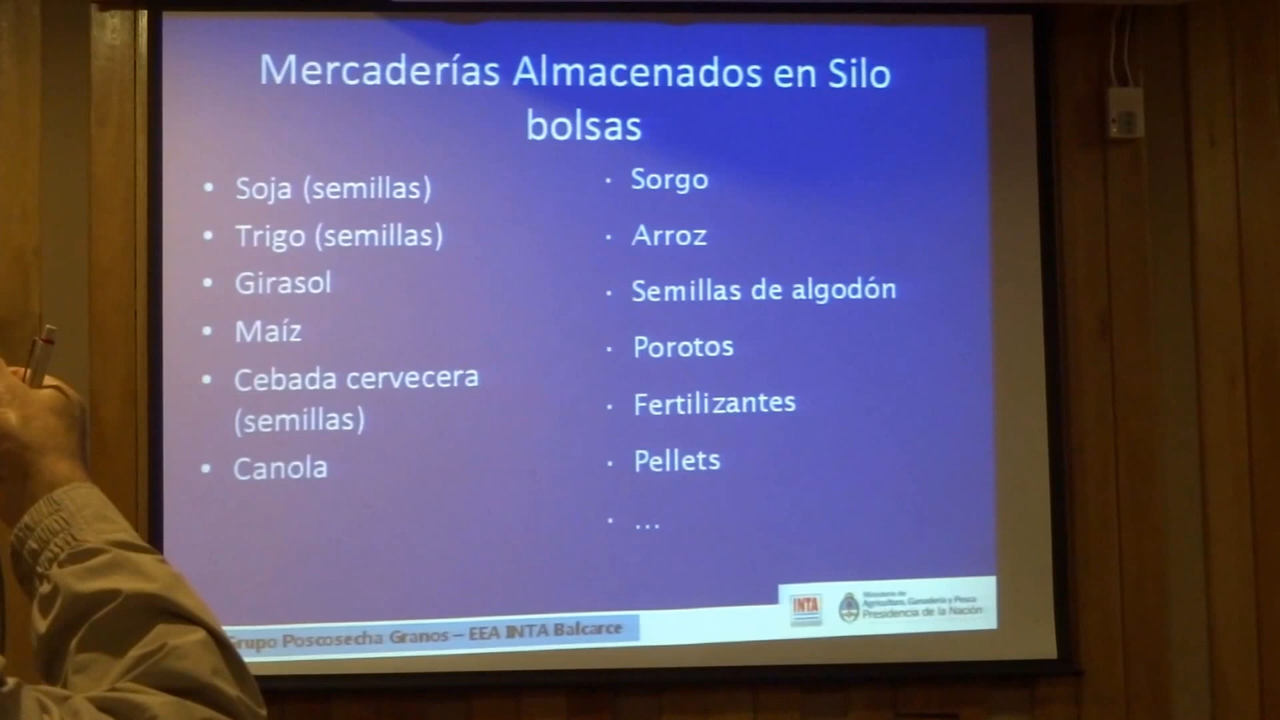 Mercaderías Almacenados en Silo
bolsas
• Soja (semillas)
• Trigo (semillas)
• Girasol
• Maíz
• Cebada cervecera
(semillas)
• Canola
· Sorgo
· Arroz
· Semillas de algodón
· Porotos
· Fertilizantes
· Pellets
· ...
Grupo Poscosecha Granos – EEA INTA Balcarce
INTA
Ministerio de
Agricultura, Ganadería y Pesca
Presidencia de la Nación